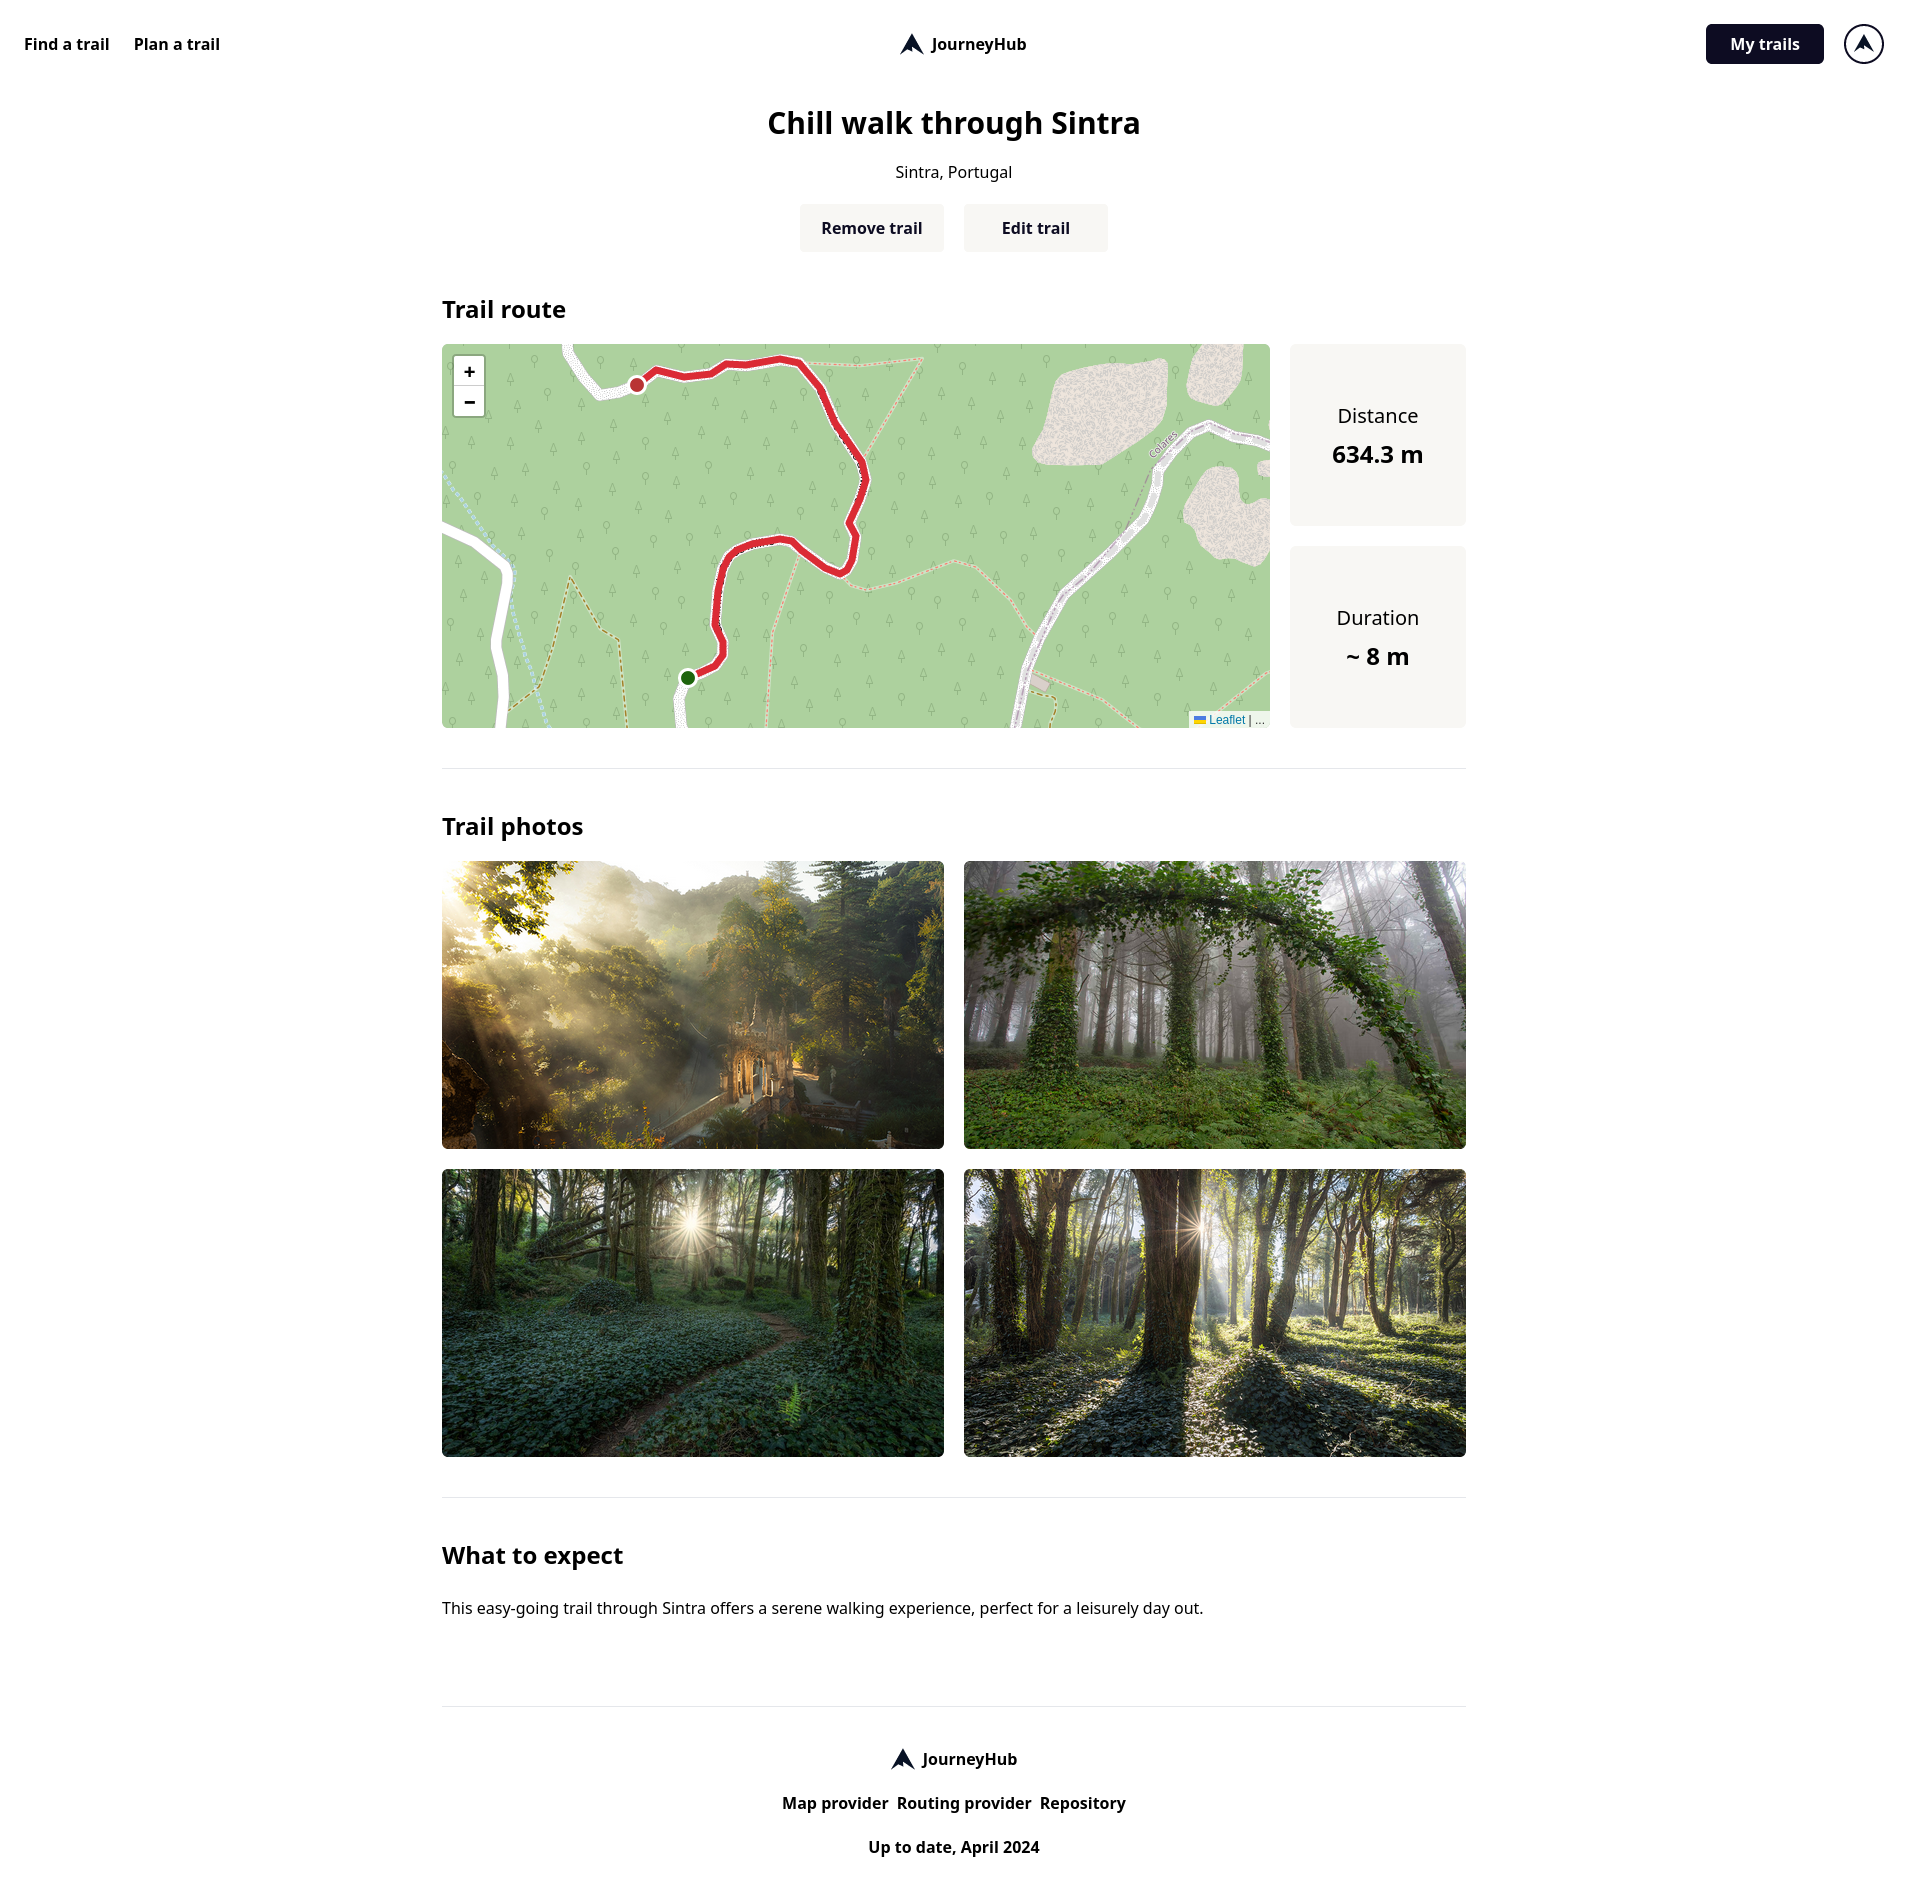 Find a trail Plan a trail
JourneyHub
My trails
Chill walk through Sintra
Sintra, Portugal
Remove trail
Edit trail
Trail route
+
−
Colares
Leaflet | ...
Distance
634.3 m
Duration
~ 8 m
Trail photos
What to expect
This easy-going trail through Sintra offers a serene walking experience, perfect for a leisurely day out.
JourneyHub
Map provider Routing provider Repository
Up to date, April 2024